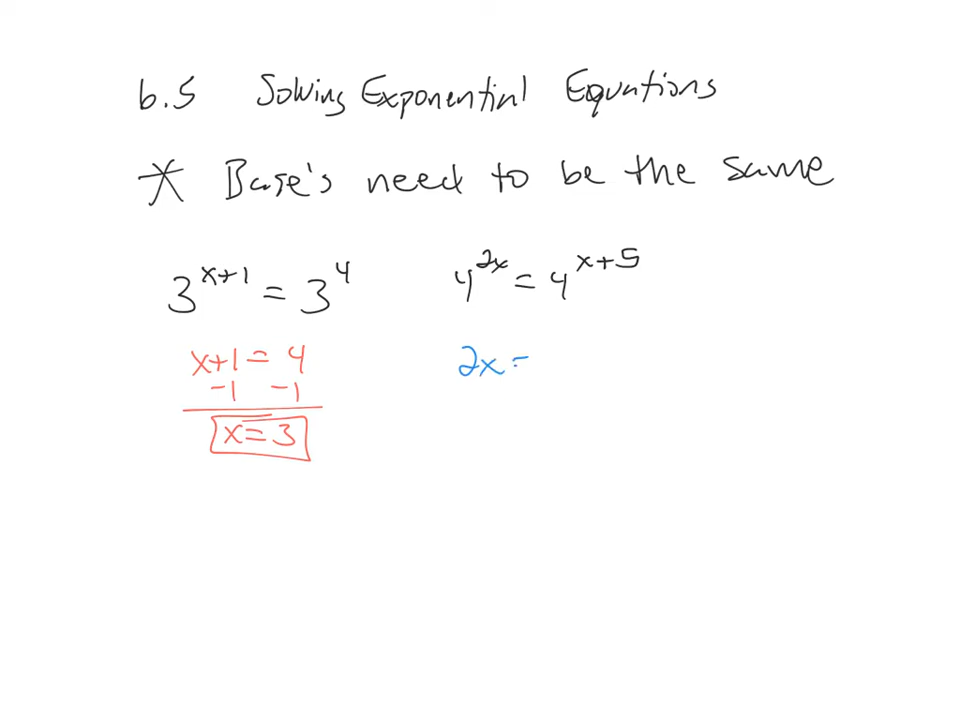 6.5 Solving Exponential Equations
* Base's need to be the same
3^{x+1} = 3^4
x+1 = 4
-1 -1
x=3
4^{2x} = 4^{x+5}
2x =